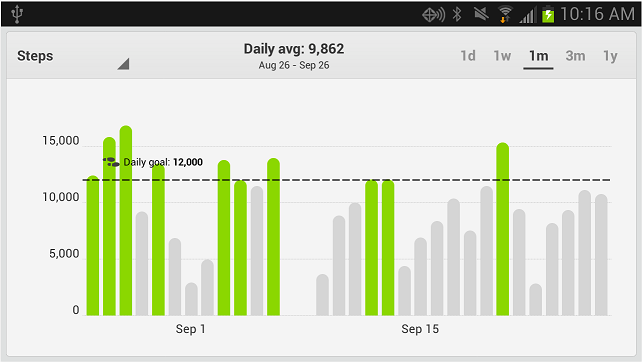 10:16 AM
Steps
Daily avg: 9,862
Aug 26 - Sep 26
1d 1w 1m 3m 1y
15,000
Daily goal: 12,000
10,000
5,000
0
Sep 1 Sep 15